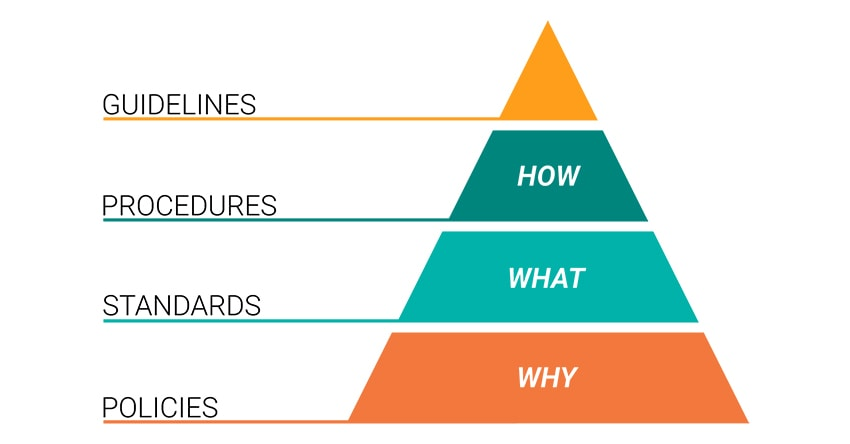 GUIDELINES
PROCEDURES
HOW
STANDARDS
WHAT
POLICIES
WHY